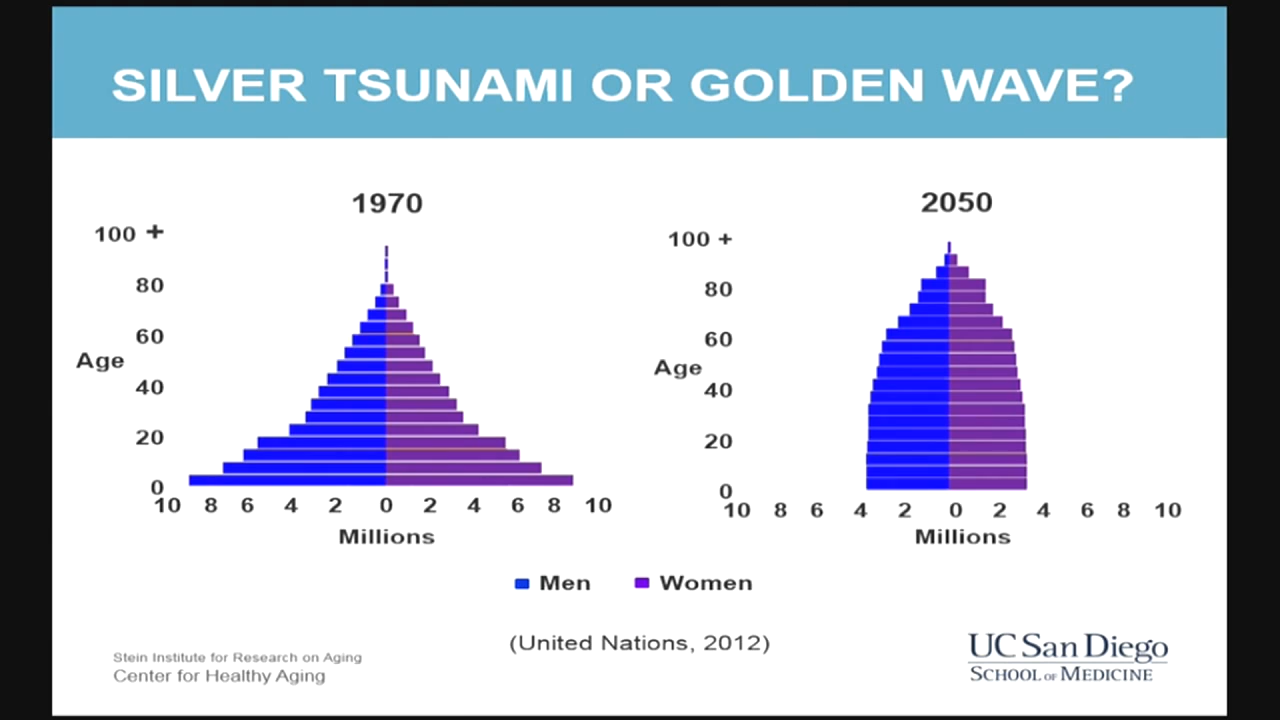 SILVER TSUNAMI OR GOLDEN WAVE?
1970
100 +
80
60
Age
40
20
0
10 8 6 4 2 0 2 4 6 8 10
Millions
2050
100 +
80
60
Age
40
20
0
10 8 6 4 2 0 2 4 6 8 10
Millions
Men Women
(United Nations, 2012)
Stein Institute for Research on Aging
Center for Healthy Aging
UC San Diego
SCHOOL OF MEDICINE